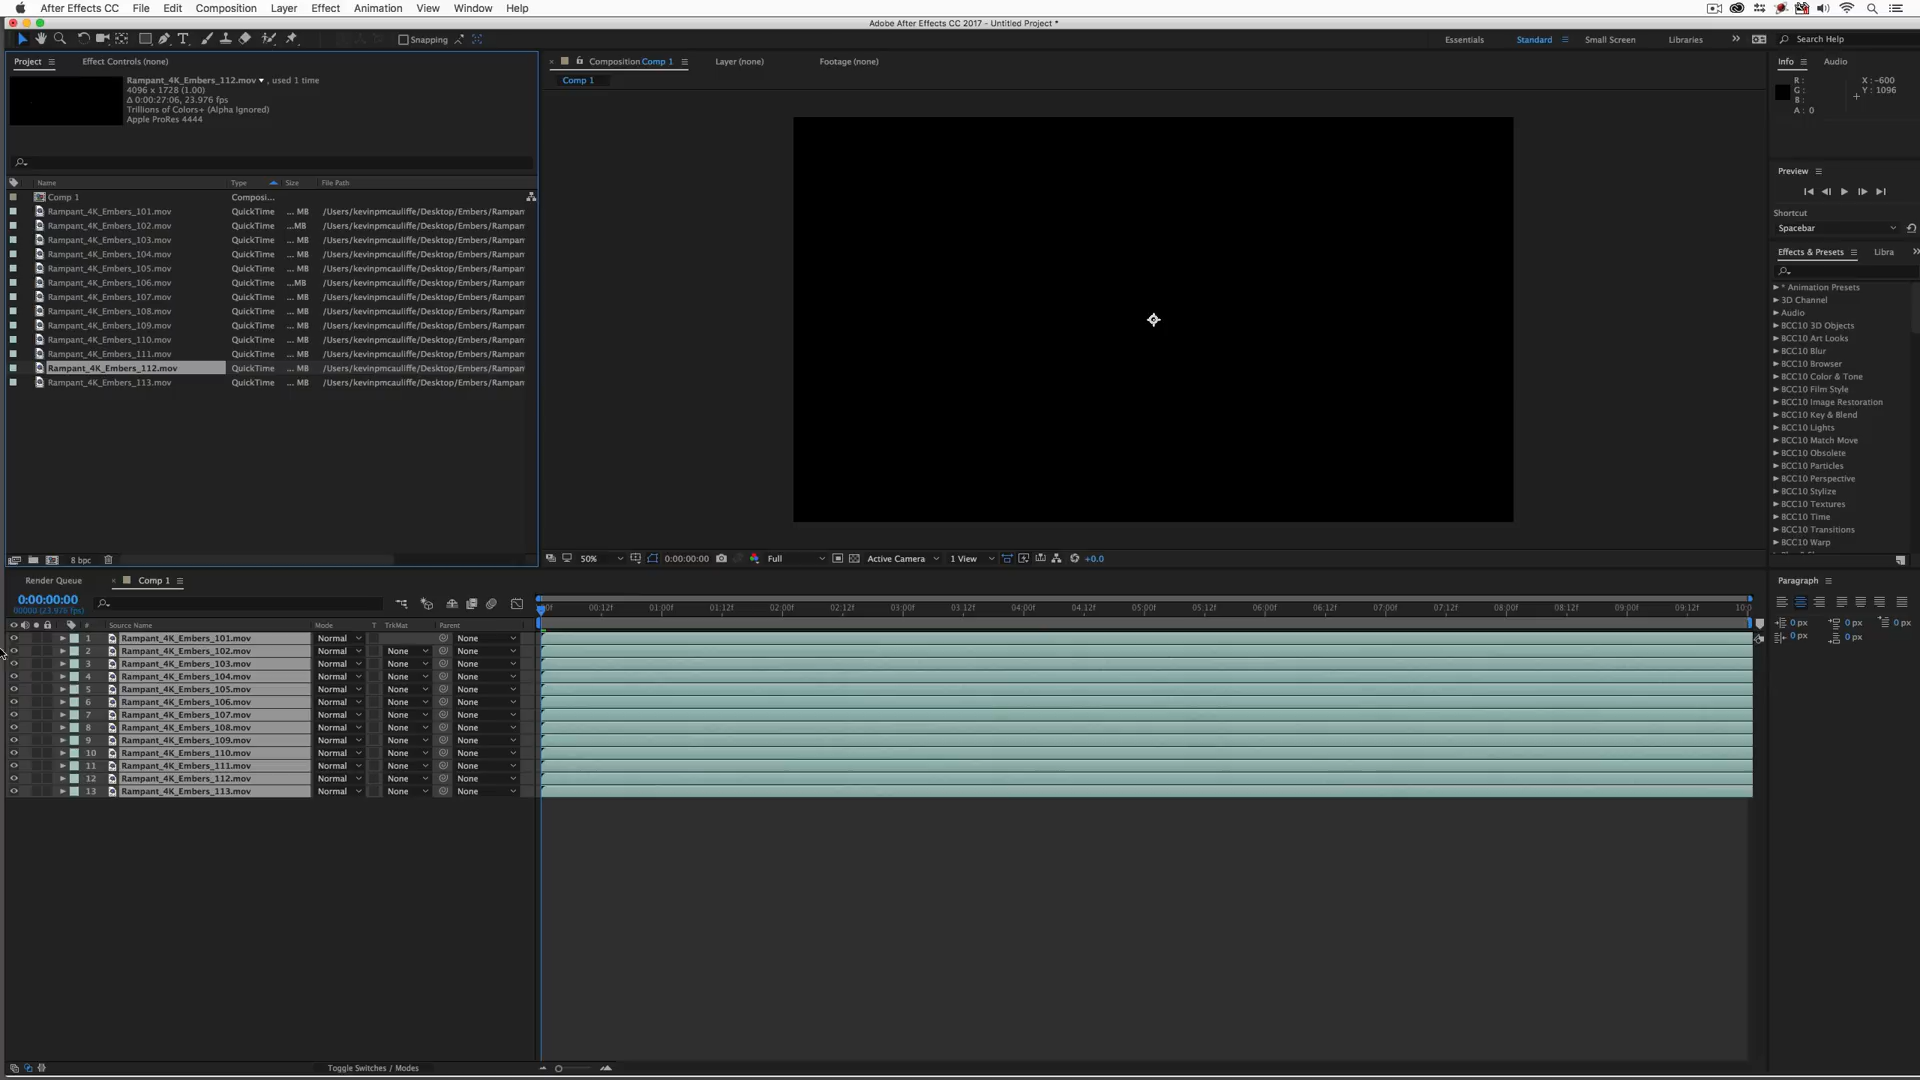 After Effects CC File Edit Composition Layer Effect Animation View Window Help
Adobe After Effects CC 2017 - Untitled Project *
Snapping
Essentials Standard Small Screen Libraries Search Help
Project Effect Controls (none)
Rampant_4K_Embers_112.mov , used 1 time
4096 x 1728 (1.00)
Δ 0:00:27:06, 23.976 fps
Trillions of Colors+ (Alpha Ignored)
Apple ProRes 4444
Name Type Size File Path
Comp 1 Composi...
Rampant_4K_Embers_101.mov QuickTime ... MB /Users/kevinpmcauliffe/Desktop/Embers/Rampan
Rampant_4K_Embers_102.mov QuickTime ...MB /Users/kevinpmcauliffe/Desktop/Embers/Rampan
Rampant_4K_Embers_103.mov QuickTime ... MB /Users/kevinpmcauliffe/Desktop/Embers/Rampan
Rampant_4K_Embers_104.mov QuickTime ... MB /Users/kevinpmcauliffe/Desktop/Embers/Rampan
Rampant_4K_Embers_105.mov QuickTime ... MB /Users/kevinpmcauliffe/Desktop/Embers/Rampan
Rampant_4K_Embers_106.mov QuickTime ...MB /Users/kevinpmcauliffe/Desktop/Embers/Rampan
Rampant_4K_Embers_107.mov QuickTime ... MB /Users/kevinpmcauliffe/Desktop/Embers/Rampan
Rampant_4K_Embers_108.mov QuickTime ... MB /Users/kevinpmcauliffe/Desktop/Embers/Rampan
Rampant_4K_Embers_109.mov QuickTime ... MB /Users/kevinpmcauliffe/Desktop/Embers/Rampan
Rampant_4K_Embers_110.mov QuickTime ... MB /Users/kevinpmcauliffe/Desktop/Embers/Rampan
Rampant_4K_Embers_111.mov QuickTime ... MB /Users/kevinpmcauliffe/Desktop/Embers/Rampan
Rampant_4K_Embers_112.mov QuickTime ... MB /Users/kevinpmcauliffe/Desktop/Embers/Rampan
Rampant_4K_Embers_113.mov QuickTime ... MB /Users/kevinpmcauliffe/Desktop/Embers/Rampan
8 bpc
Composition Comp 1 Layer (none) Footage (none)
Comp 1
50% 0:00:00:00 Full Active Camera 1 View +0.0
Info Audio
R : X : -600
G : Y : 1096
B :
A : 0
Preview
Shortcut
Spacebar
Effects & Presets Libra
* Animation Presets
3D Channel
Audio
BCC10 3D Objects
BCC10 Art Looks
BCC10 Blur
BCC10 Browser
BCC10 Color & Tone
BCC10 Film Style
BCC10 Image Restoration
BCC10 Key & Blend
BCC10 Lights
BCC10 Match Move
BCC10 Obsolete
BCC10 Particles
BCC10 Perspective
BCC10 Stylize
BCC10 Textures
BCC10 Time
BCC10 Transitions
BCC10 Warp
Paragraph
0 px 0 px 0 px
0 px 0 px
Render Queue Comp 1
0:00:00:00
00000 (23.976 fps)
00f 00:12f 01:00f 01:12f 02:00f 02:12f 03:00f 03:12f 04:00f 04:12f 05:00f 05:12f 06:00f 06:12f 07:00f 07:12f 08:00f 08:12f 09:00f 09:12f 10:0
# Source Name Mode T TrkMat Parent
1 Rampant_4K_Embers_101.mov Normal None
2 Rampant_4K_Embers_102.mov Normal None None
3 Rampant_4K_Embers_103.mov Normal None None
4 Rampant_4K_Embers_104.mov Normal None None
5 Rampant_4K_Embers_105.mov Normal None None
6 Rampant_4K_Embers_106.mov Normal None None
7 Rampant_4K_Embers_107.mov Normal None None
8 Rampant_4K_Embers_108.mov Normal None None
9 Rampant_4K_Embers_109.mov Normal None None
10 Rampant_4K_Embers_110.mov Normal None None
11 Rampant_4K_Embers_111.mov Normal None None
12 Rampant_4K_Embers_112.mov Normal None None
13 Rampant_4K_Embers_113.mov Normal None None
Toggle Switches / Modes